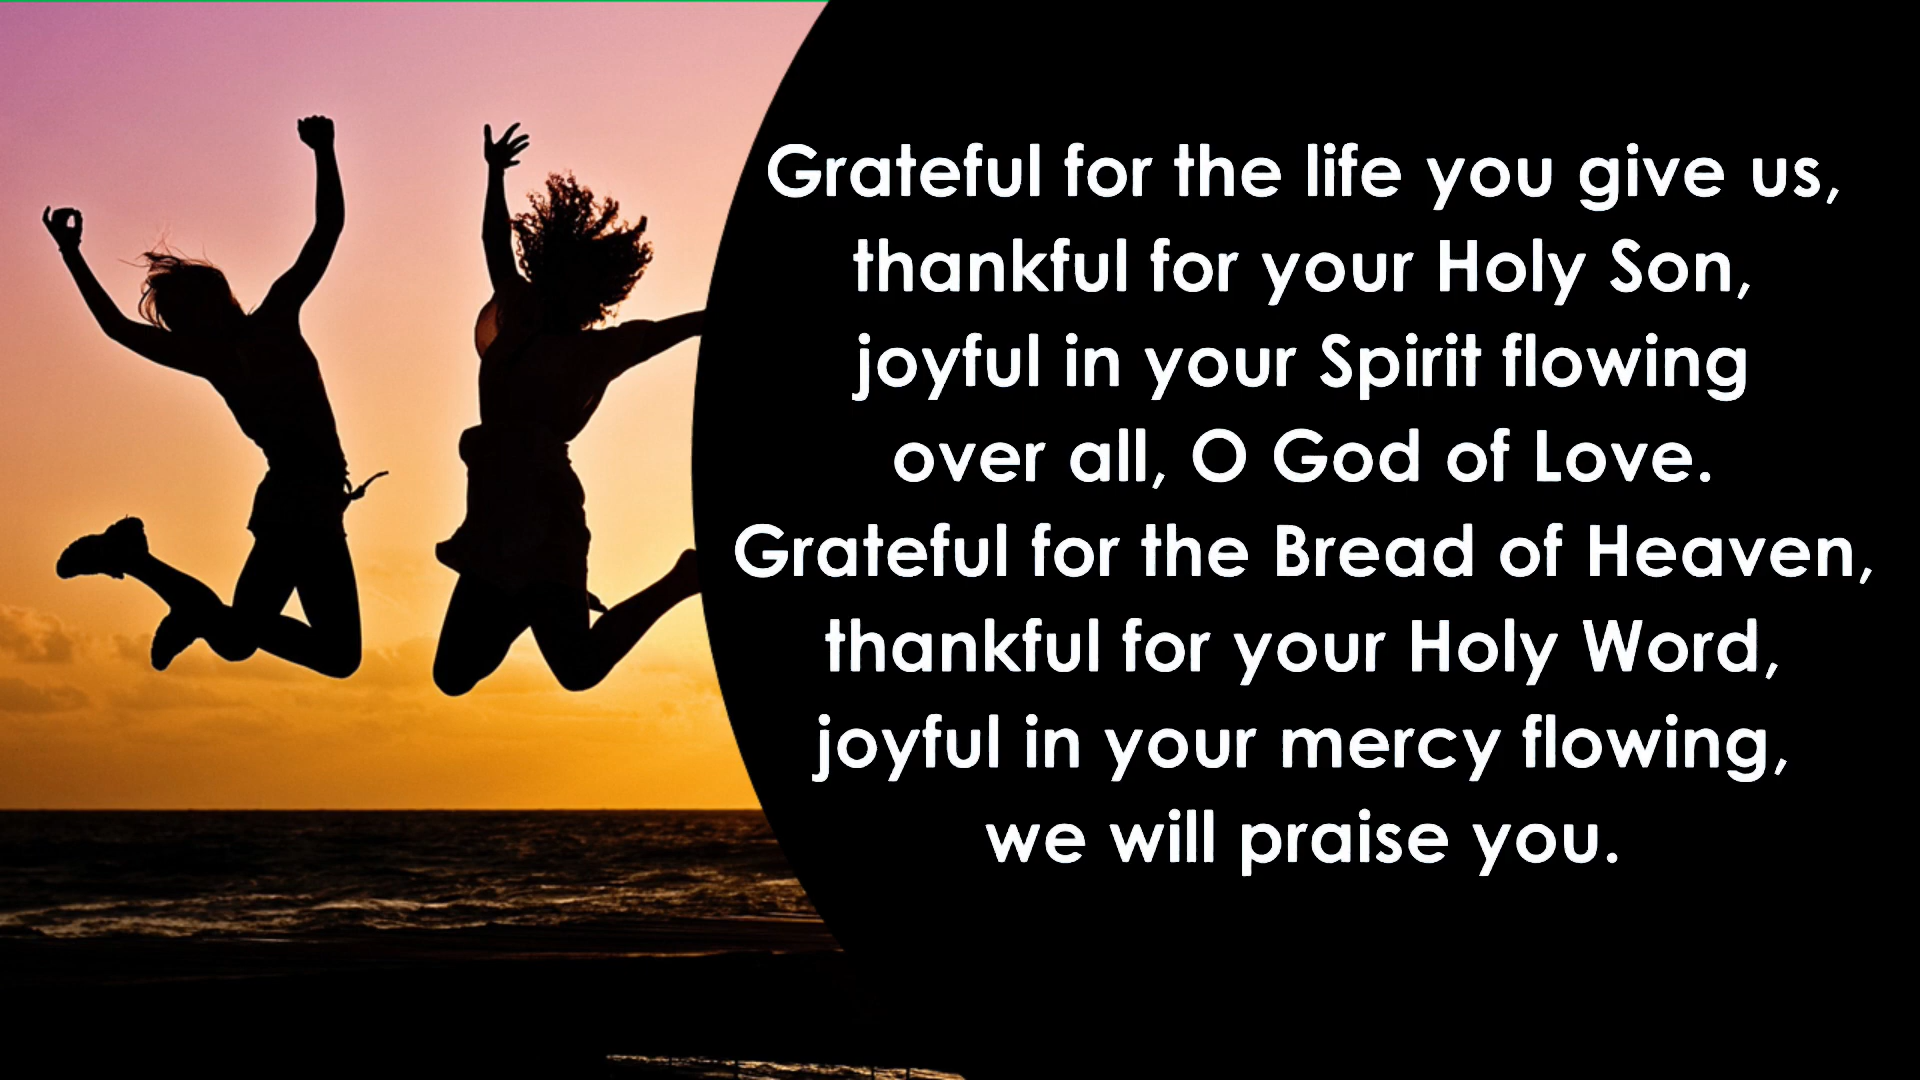 Grateful for the life you give us,
thankful for your Holy Son,
joyful in your Spirit flowing
over all, O God of Love.
Grateful for the Bread of Heaven,
thankful for your Holy Word,
joyful in your mercy flowing,
we will praise you.